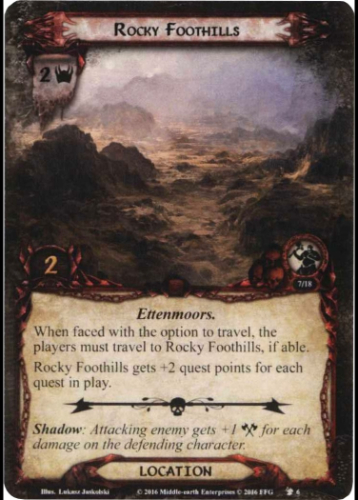 ROCKY FOOTHILLS
2
2
7/18
Ettenmoors.
When faced with the option to travel, the
players must travel to Rocky Foothills, if able.
Rocky Foothills gets +2 quest points for each
quest in play.
Shadow: Attacking enemy gets +1 for each
damage on the defending character.
LOCATION
Illus. Lukasz Jaskolski © 2016 Middle-earth Enterprises © 2016 FFG 6